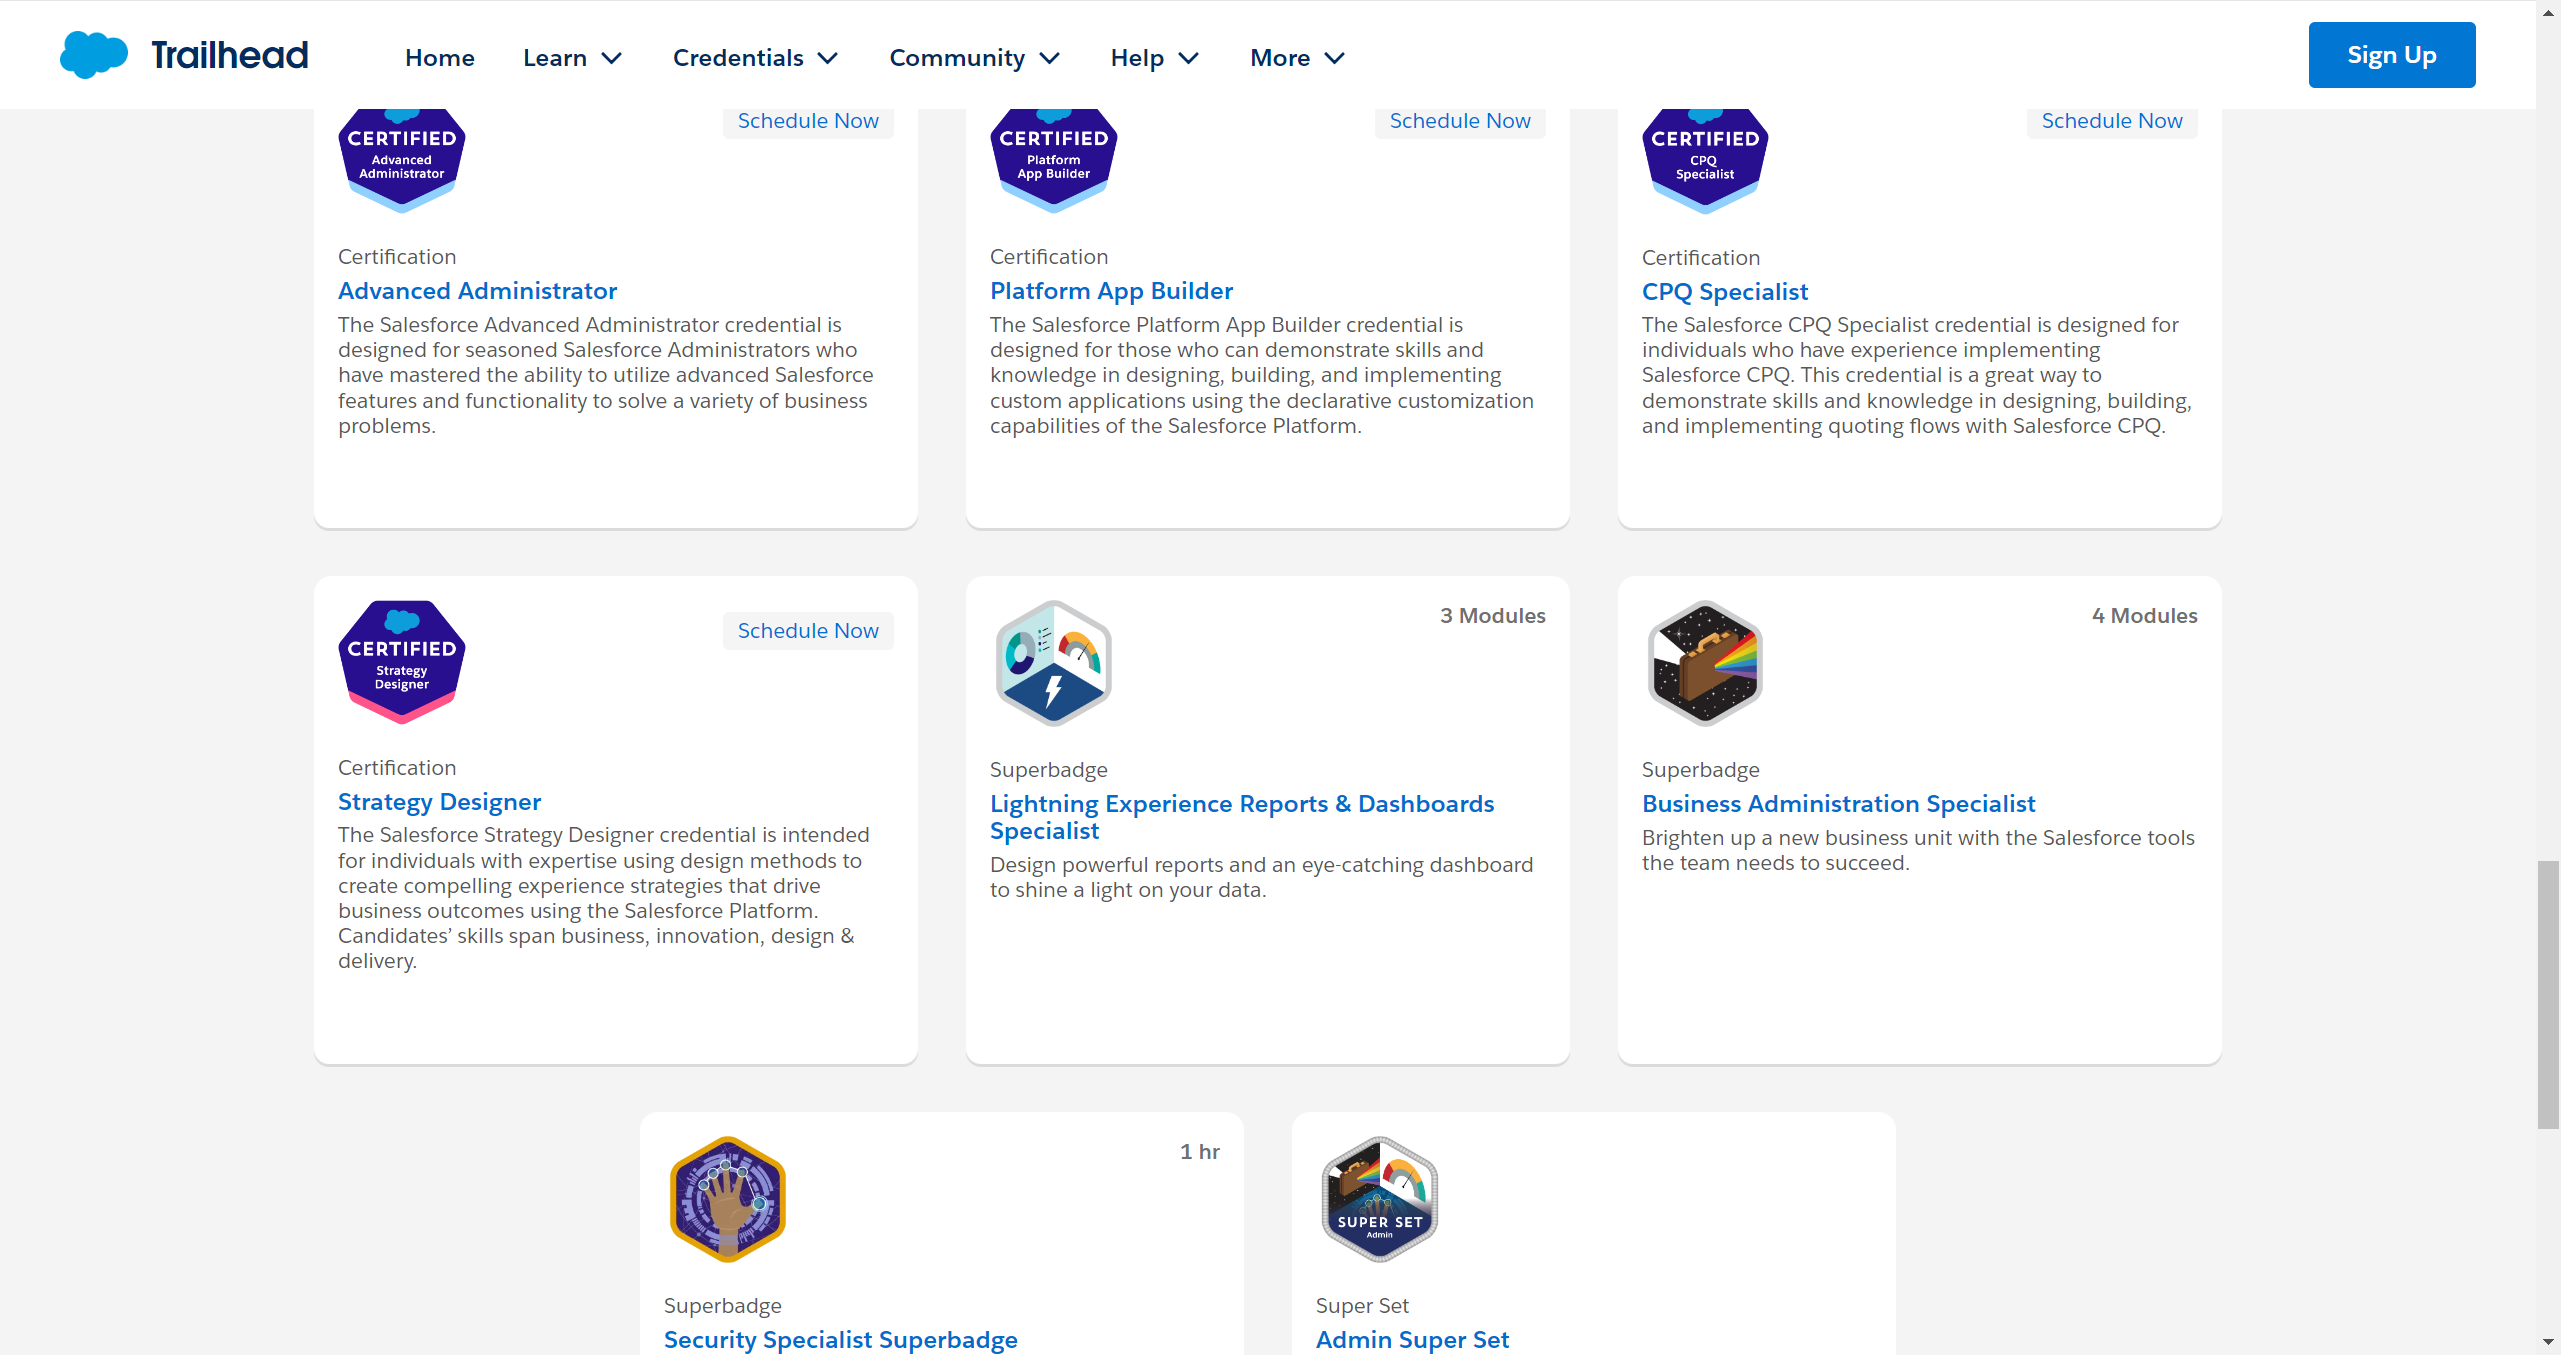 Trailhead
Home Learn Credentials Community Help More
Sign Up
CERTIFIED
Advanced
Administrator
Schedule Now
Certification
Advanced Administrator
The Salesforce Advanced Administrator credential is
designed for seasoned Salesforce Administrators who
have mastered the ability to utilize advanced Salesforce
features and functionality to solve a variety of business
problems.
CERTIFIED
Platform
App Builder
Schedule Now
Certification
Platform App Builder
The Salesforce Platform App Builder credential is
designed for those who can demonstrate skills and
knowledge in designing, building, and implementing
custom applications using the declarative customization
capabilities of the Salesforce Platform.
CERTIFIED
CPQ
Specialist
Schedule Now
Certification
CPQ Specialist
The Salesforce CPQ Specialist credential is designed for
individuals who have experience implementing
Salesforce CPQ. This credential is a great way to
demonstrate skills and knowledge in designing, building,
and implementing quoting flows with Salesforce CPQ.
CERTIFIED
Strategy
Designer
Schedule Now
Certification
Strategy Designer
The Salesforce Strategy Designer credential is intended
for individuals with expertise using design methods to
create compelling experience strategies that drive
business outcomes using the Salesforce Platform.
Candidates’ skills span business, innovation, design &
delivery.
3 Modules
Superbadge
Lightning Experience Reports & Dashboards
Specialist
Design powerful reports and an eye-catching dashboard
to shine a light on your data.
4 Modules
Superbadge
Business Administration Specialist
Brighten up a new business unit with the Salesforce tools
the team needs to succeed.
1 hr
Superbadge
Security Specialist Superbadge
SUPER SET
Admin
Super Set
Admin Super Set